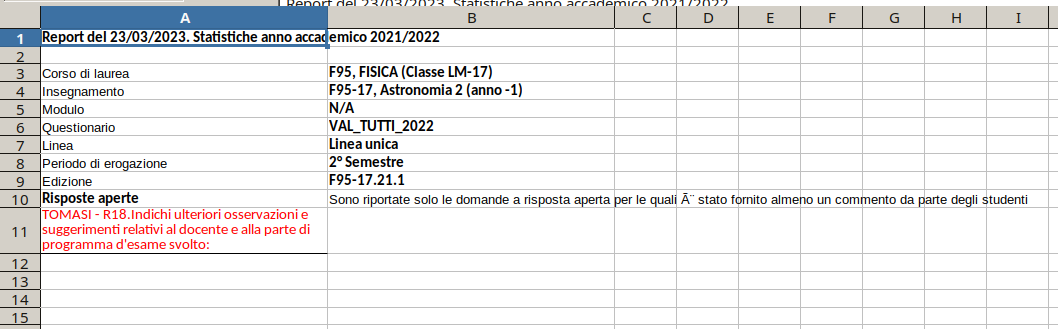 Report del 23/03/2023. Statistiche anno accademico 2021/2022
A B C D E F G H I
1 Report del 23/03/2023. Statistiche anno accademico 2021/2022
2
3 Corso di laurea F95, FISICA (Classe LM-17)
4 Insegnamento F95-17, Astronomia 2 (anno -1)
5 Modulo N/A
6 Questionario VAL_TUTTI_2022
7 Linea Linea unica
8 Periodo di erogazione 2° Semestre
9 Edizione F95-17.21.1
10 Risposte aperte Sono riportate solo le domande a risposta aperta per le quali Ã¨ stato fornito almeno un commento da parte degli studenti
11 TOMASI - R18.Indichi ulteriori osservazioni e
suggerimenti relativi al docente e alla parte di
programma d'esame svolto:
12
13
14
15